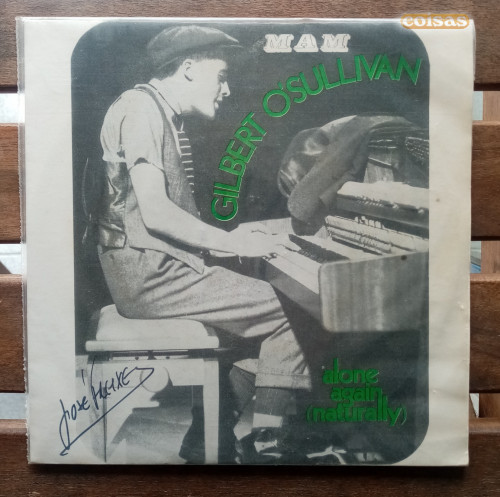 coisas
MAM
GILBERT O'SULLIVAN
alone
again
(naturally)